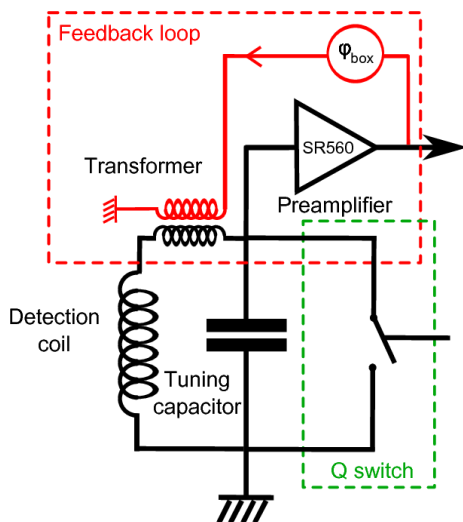 Feedback loop
φbox
SR560
Transformer
Preamplifier
Detection
coil
Tuning
capacitor
Q switch